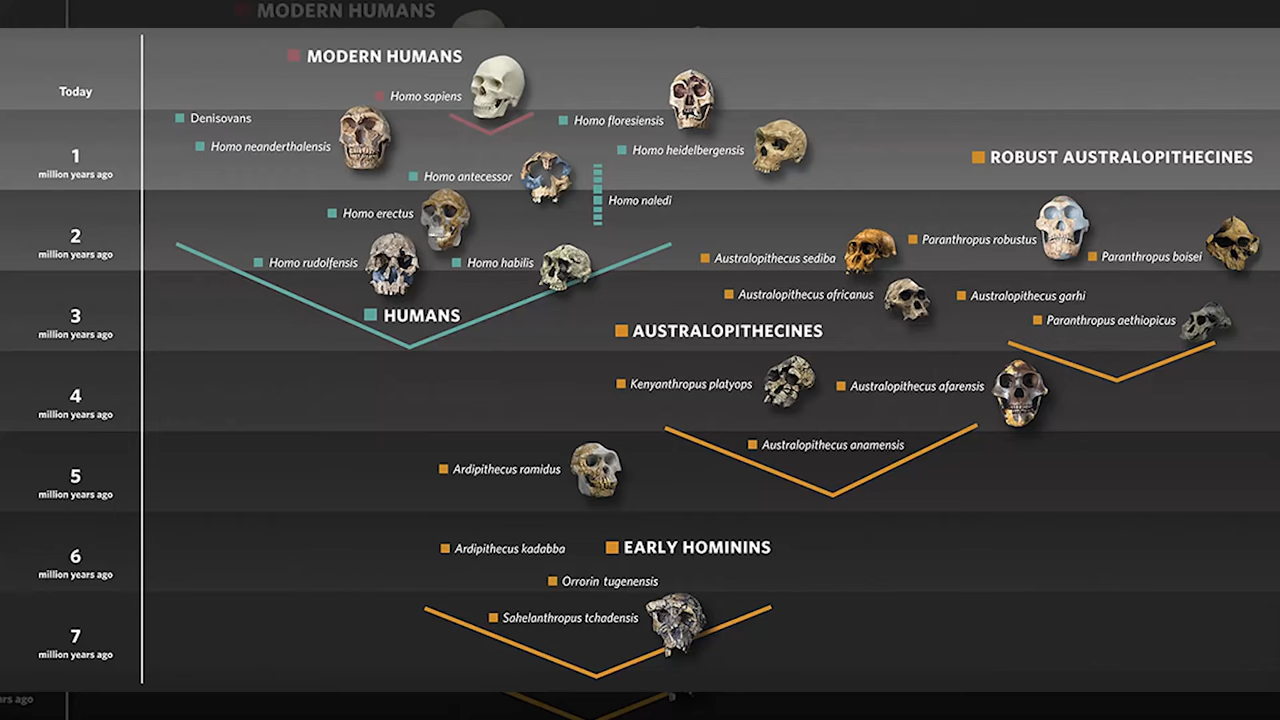 MODERN HUMANS
MODERN HUMANS
Today
Homo sapiens
Denisovans
Homo floresiensis
Homo neanderthalensis
Homo heidelbergensis
1
million years ago
ROBUST AUSTRALOPITHECINES
Homo antecessor
Homo naledi
Homo erectus
2
million years ago
Paranthropus robustus
Australopithecus sediba
Paranthropus boisei
Homo rudolfensis
Homo habilis
Australopithecus africanus
Australopithecus garhi
3
million years ago
HUMANS
Paranthropus aethiopicus
AUSTRALOPITHECINES
Kenyanthropus platyops
Australopithecus afarensis
4
million years ago
Australopithecus anamensis
Ardipithecus ramidus
5
million years ago
Ardipithecus kadabba
EARLY HOMININS
6
million years ago
Orrorin tugenensis
Sahelanthropus tchadensis
7
million years ago
ars ago